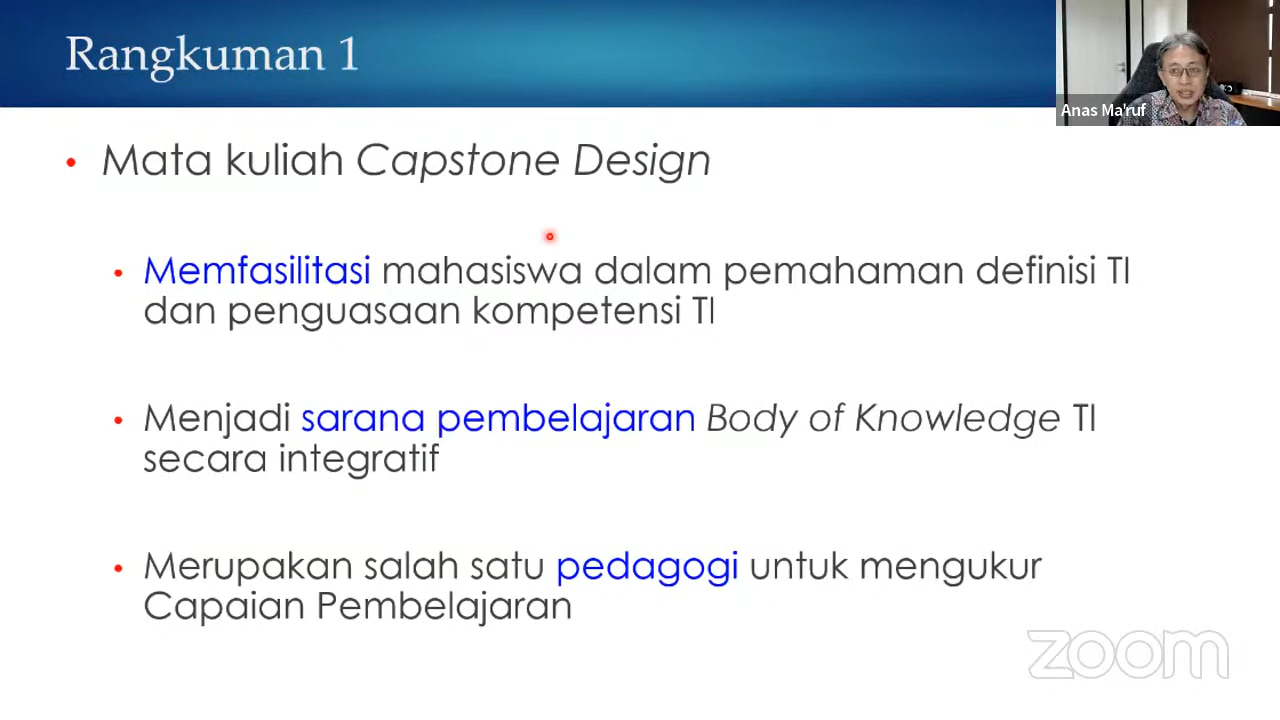 Rangkuman 1
Anas Ma'ruf
• Mata kuliah Capstone Design
• Memfasilitasi mahasiswa dalam pemahaman definisi TI
dan penguasaan kompetensi TI
• Menjadi sarana pembelajaran Body of Knowledge TI
secara integratif
• Merupakan salah satu pedagogi untuk mengukur
Capaian Pembelajaran
zoom